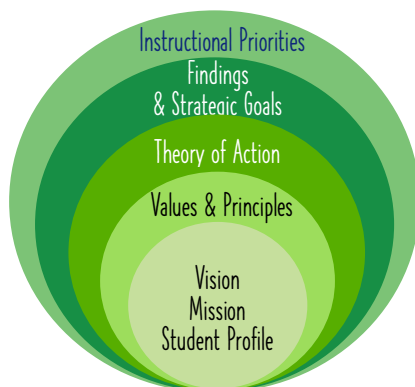 Instructional Priorities
Findings
& Strategic Goals
Theory of Action
Values & Principles
Vision
Mission
Student Profile